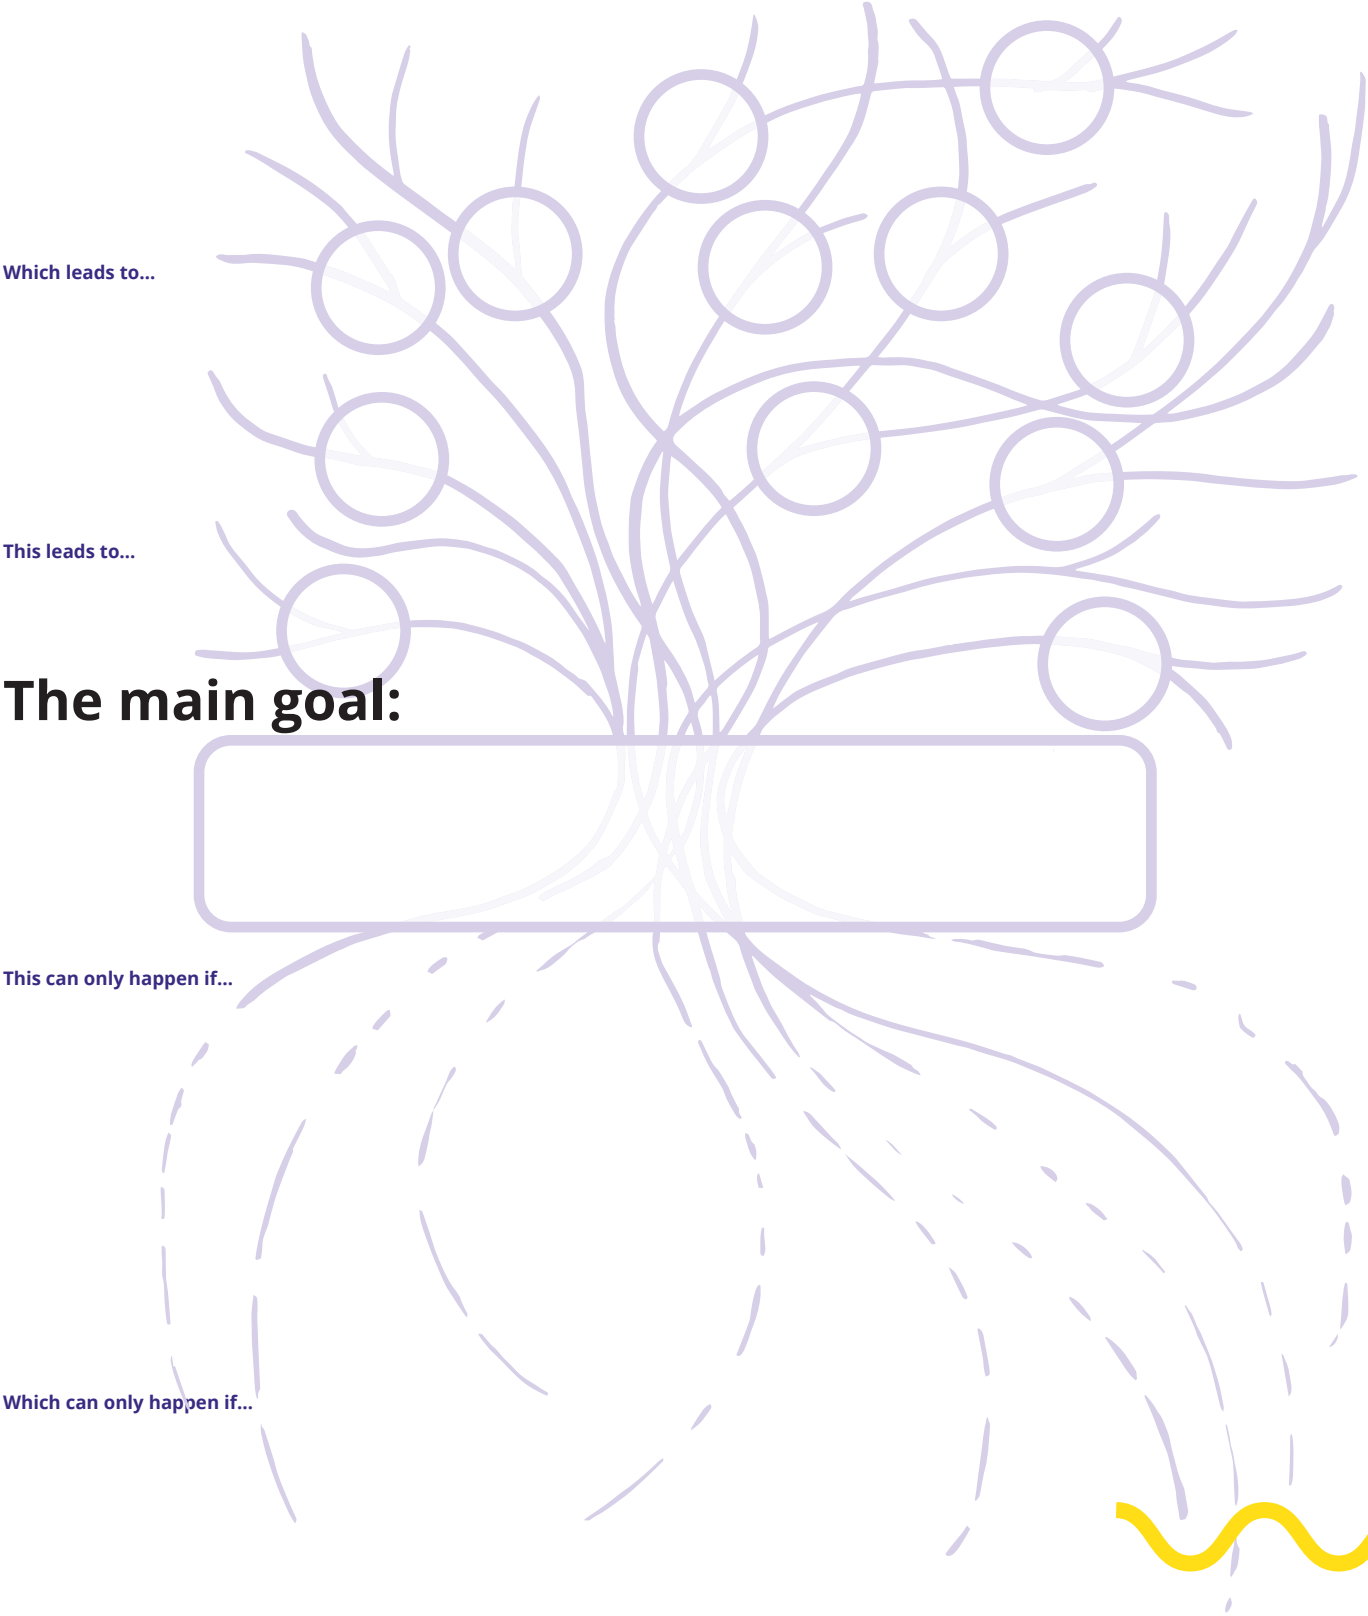 Which leads to...
This leads to...
The main goal:
This can only happen if...
Which can only happen if...